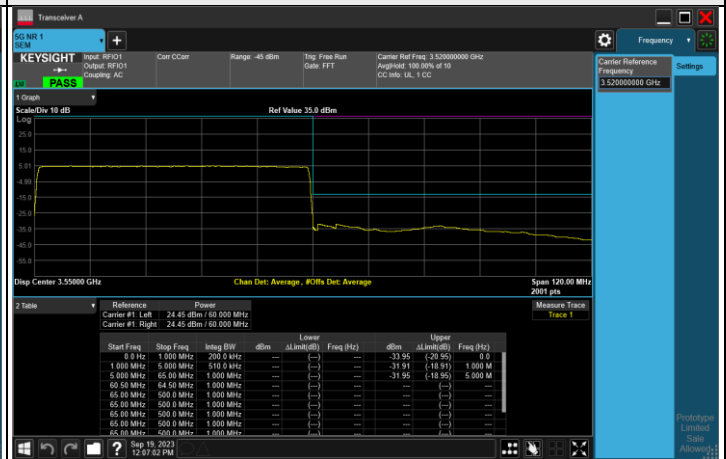 Transceiver A
5G NR 1
SEM
+
Frequency
KEYSIGHT
Input: RFIO1
Output: RFIO1
Coupling: AC
Corr CCorr
Range: -45 dBm
Trig: Free Run
Gate: FFT
Carrier Ref Freq: 3.520000000 GHz
Avg|Hold: 100.00% of 10
CC Info: UL, 1 CC
PASS
Carrier Reference
Frequency
3.520000000 GHz
Settings
1 Graph
Scale/Div 10 dB
Ref Value 35.0 dBm
Log
25.0
15.0
5.01
-4.99
-15.0
-25.0
-35.0
-45.0
-55.0
Disp Center 3.55000 GHz
Chan Det: Average , #Offs Det: Average
Span 120.00 MHz
2001 pts
2 Table
Reference Power
Carrier #1: Left 24.45 dBm / 60.000 MHz
Carrier #1: Right 24.45 dBm / 60.000 MHz
Measure Trace
Trace 1
Lower Upper
Start Freq Stop Freq Integ BW dBm ΔLimit(dB) Freq (Hz) dBm ΔLimit(dB) Freq (Hz)
0.0 Hz 1.000 MHz 200.0 kHz --- (---) --- -33.95 (-20.95) 0.0
1.000 MHz 5.000 MHz 510.0 kHz --- (---) --- -31.91 (-18.91) 1.000 M
5.000 MHz 65.00 MHz 1.000 MHz --- (---) --- -31.95 (-18.95) 5.000 M
60.50 MHz 64.50 MHz 1.000 MHz --- (---) --- --- (---) ---
65.00 MHz 500.0 MHz 1.000 MHz --- (---) --- --- (---) ---
65.00 MHz 500.0 MHz 1.000 MHz --- (---) --- --- (---) ---
65.00 MHz 500.0 MHz 1.000 MHz --- (---) --- --- (---) ---
65.00 MHz 500.0 MHz 1.000 MHz --- (---) --- --- (---) ---
65.00 MHz 500.0 MHz 1.000 MHz --- (---) --- --- (---) ---
Prototype
Limited
Sale
Allowed
?
Sep 19, 2023
12:07:02 PM